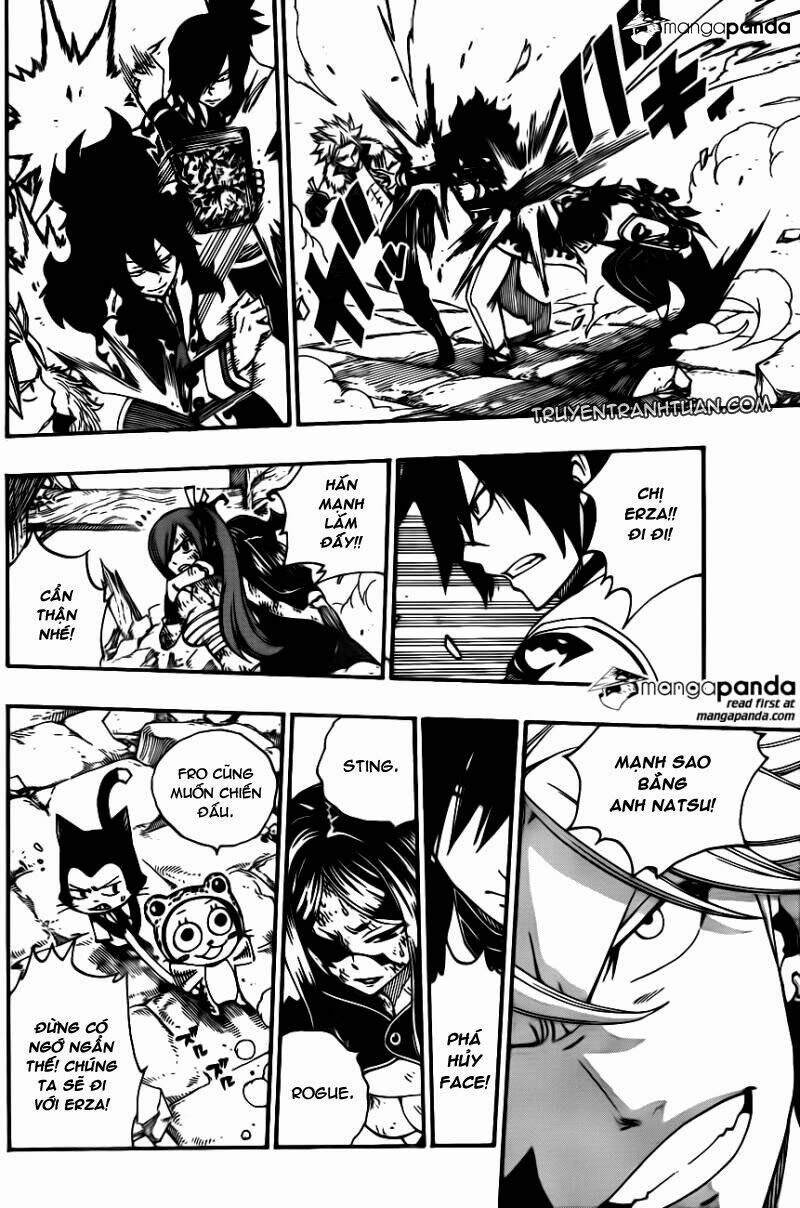 mangapanda
TRUYENTRANHTUAN.COM
CHỊ
ERZA!!
ĐI ĐI!
HẮN
MẠNH
LẮM
ĐẤY!!
CẨN
THẬN
NHÉ!
mangapanda
read first at
mangapanda.com
MẠNH SAO
BẰNG
ANH NATSU!
PHÁ
HỦY
FACE!
STING.
ROGUE.
FRO CŨNG
MUỐN CHIẾN
ĐẤU.
ĐỪNG CÓ
NGỚ NGẨN
THẾ! CHÚNG
TA SẼ ĐI
VỚI ERZA!